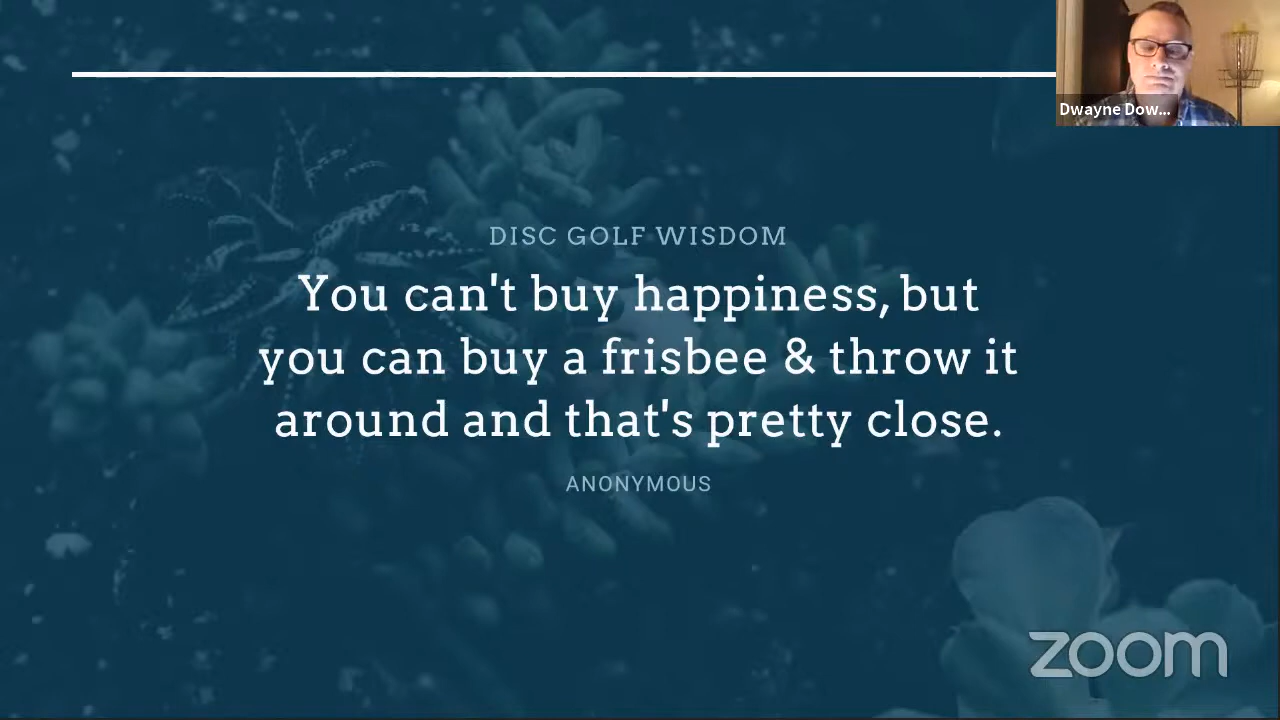 Dwayne Dow...
DISC GOLF WISDOM
You can't buy happiness, but
you can buy a frisbee & throw it
around and that's pretty close.
ANONYMOUS
zoom